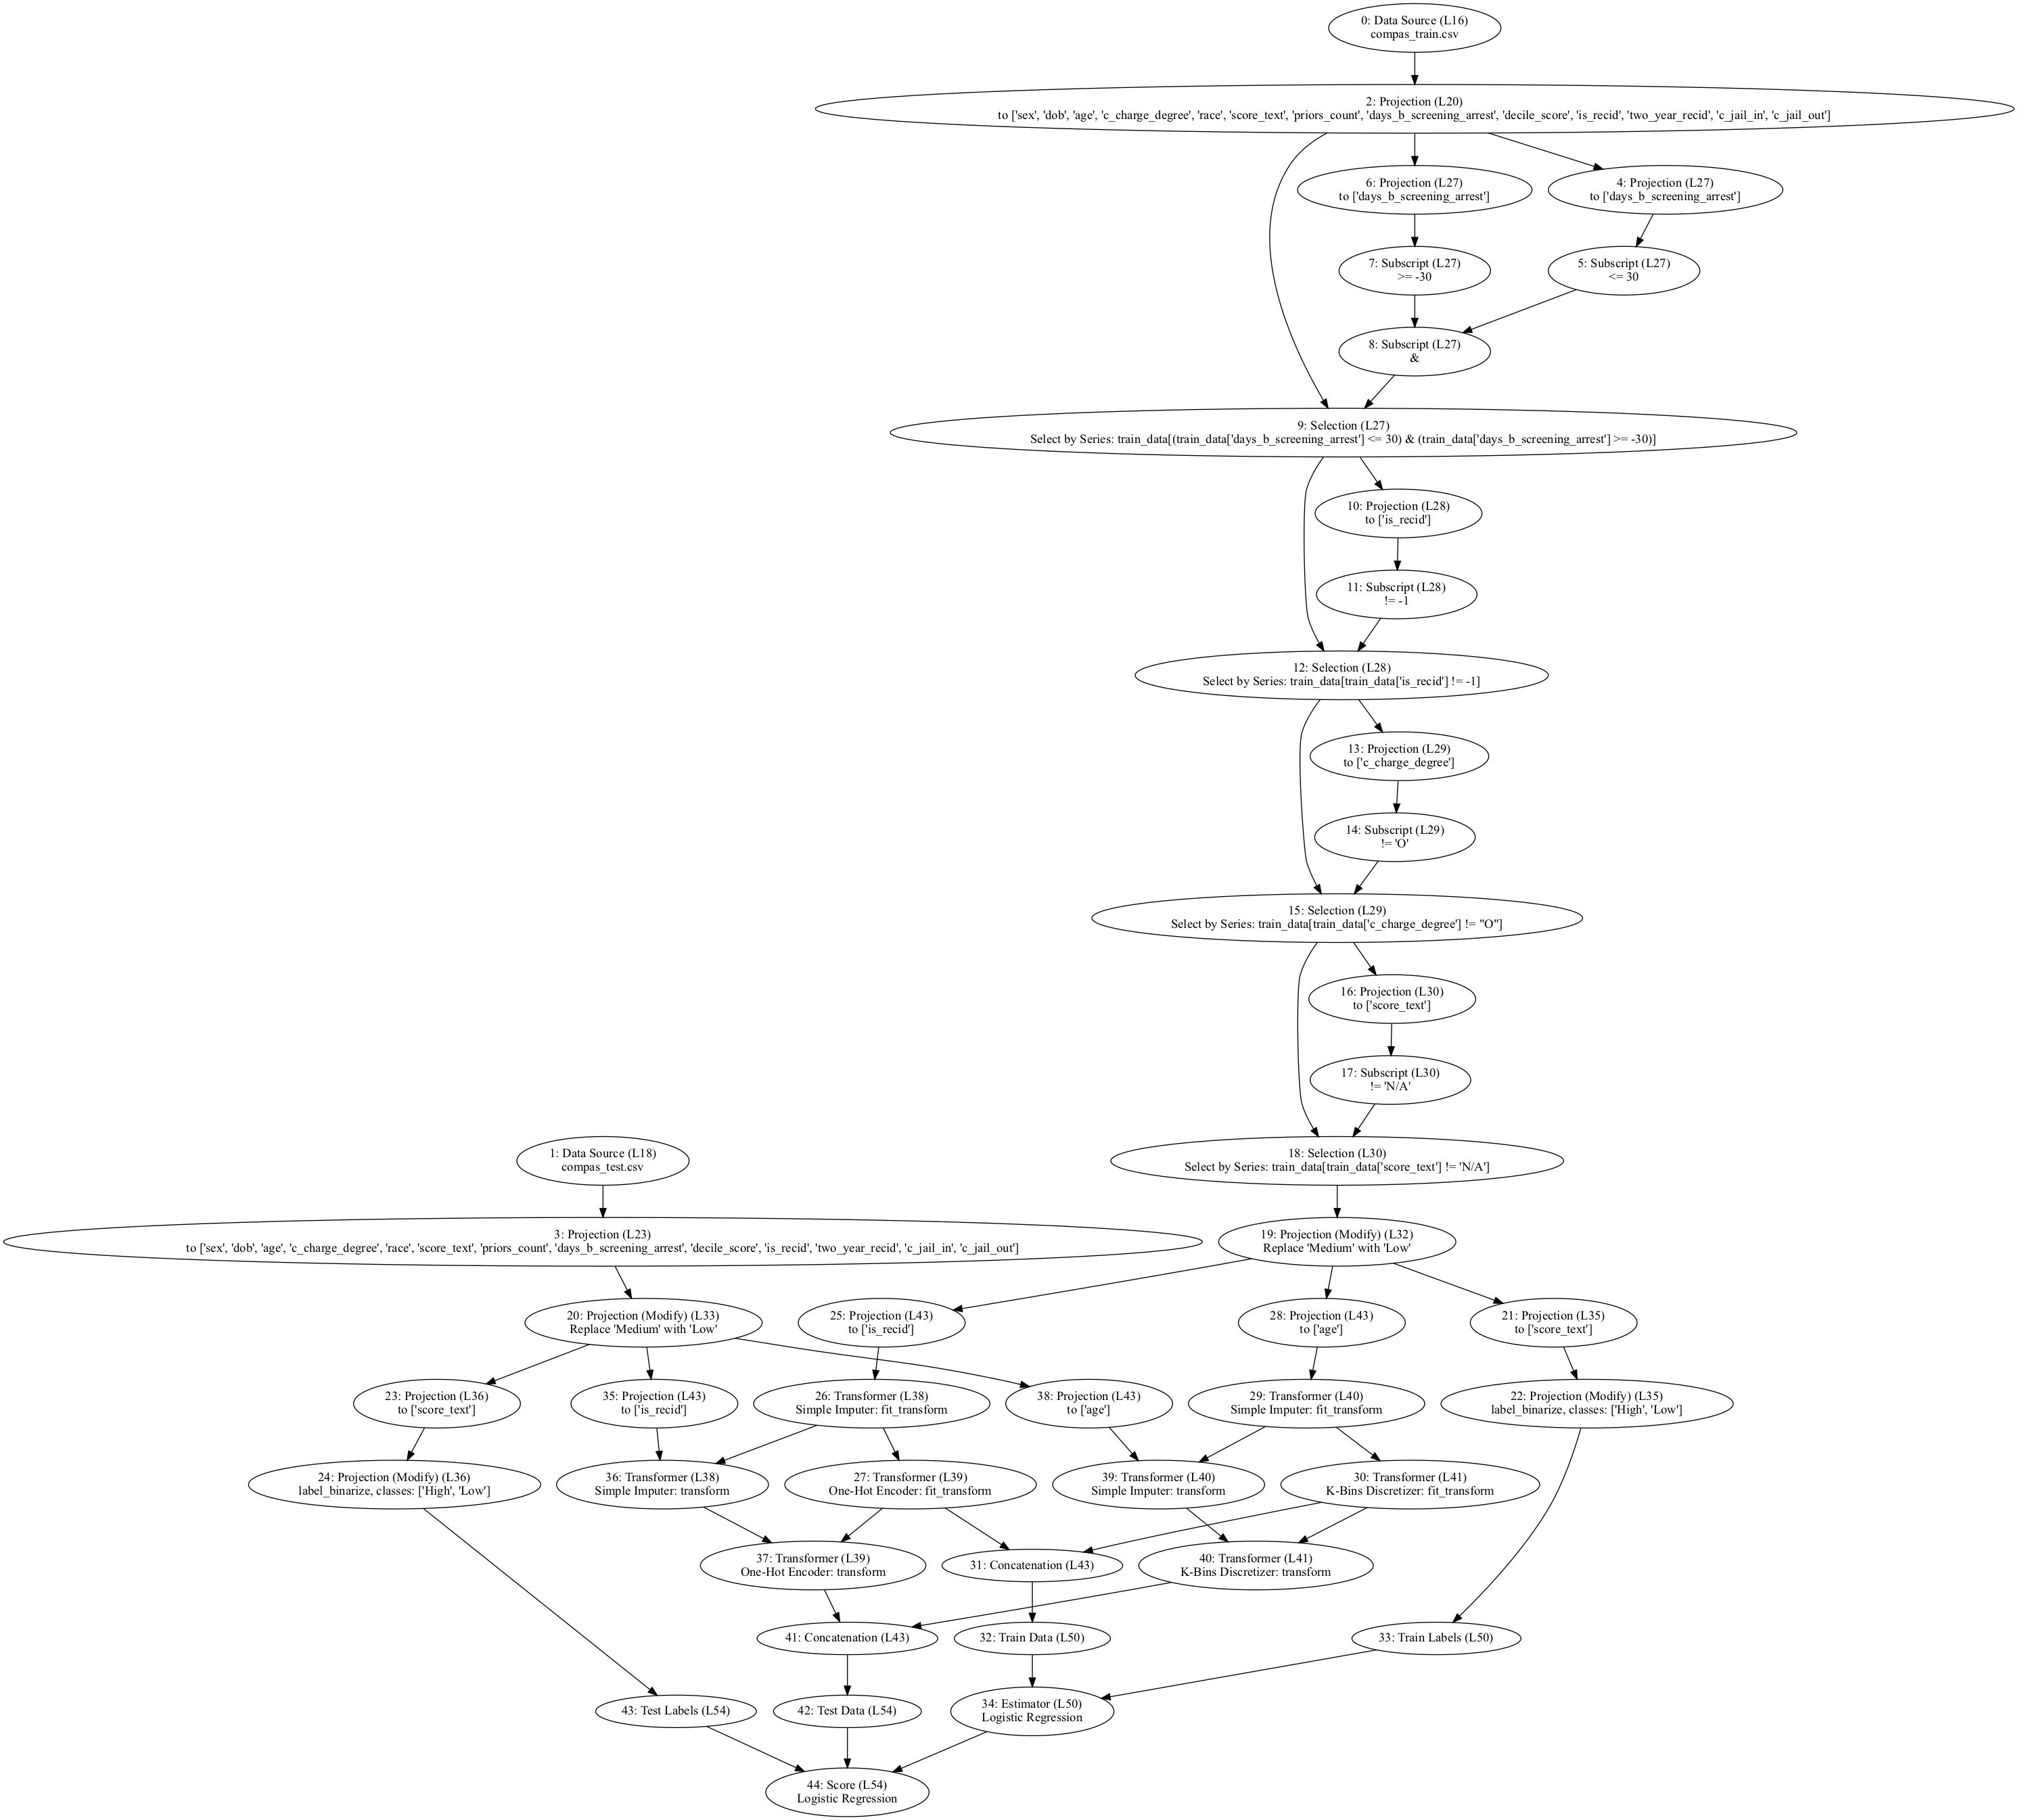 0: Data Source (L16)
compas_train.csv
2: Projection (L20)
to ['sex', 'dob', 'age', 'c_charge_degree', 'race', 'score_text', 'priors_count', 'days_b_screening_arrest', 'decile_score', 'is_recid', 'two_year_recid', 'c_jail_in', 'c_jail_out']
6: Projection (L27)
to ['days_b_screening_arrest']
4: Projection (L27)
to ['days_b_screening_arrest']
7: Subscript (L27)
>= -30
5: Subscript (L27)
<= 30
8: Subscript (L27)
&
9: Selection (L27)
Select by Series: train_data[(train_data['days_b_screening_arrest'] <= 30) & (train_data['days_b_screening_arrest'] >= -30)]
10: Projection (L28)
to ['is_recid']
11: Subscript (L28)
!= -1
12: Selection (L28)
Select by Series: train_data[train_data['is_recid'] != -1]
13: Projection (L29)
to ['c_charge_degree']
14: Subscript (L29)
!= 'O'
15: Selection (L29)
Select by Series: train_data[train_data['c_charge_degree'] != "O"]
16: Projection (L30)
to ['score_text']
17: Subscript (L30)
!= 'N/A'
1: Data Source (L18)
compas_test.csv
18: Selection (L30)
Select by Series: train_data[train_data['score_text'] != 'N/A']
3: Projection (L23)
to ['sex', 'dob', 'age', 'c_charge_degree', 'race', 'score_text', 'priors_count', 'days_b_screening_arrest', 'decile_score', 'is_recid', 'two_year_recid', 'c_jail_in', 'c_jail_out']
19: Projection (Modify) (L32)
Replace 'Medium' with 'Low'
20: Projection (Modify) (L33)
Replace 'Medium' with 'Low'
25: Projection (L43)
to ['is_recid']
28: Projection (L43)
to ['age']
21: Projection (L35)
to ['score_text']
23: Projection (L36)
to ['score_text']
35: Projection (L43)
to ['is_recid']
26: Transformer (L38)
Simple Imputer: fit_transform
38: Projection (L43)
to ['age']
29: Transformer (L40)
Simple Imputer: fit_transform
22: Projection (Modify) (L35)
label_binarize, classes: ['High', 'Low']
24: Projection (Modify) (L36)
label_binarize, classes: ['High', 'Low']
36: Transformer (L38)
Simple Imputer: transform
27: Transformer (L39)
One-Hot Encoder: fit_transform
39: Transformer (L40)
Simple Imputer: transform
30: Transformer (L41)
K-Bins Discretizer: fit_transform
37: Transformer (L39)
One-Hot Encoder: transform
31: Concatenation (L43)
40: Transformer (L41)
K-Bins Discretizer: transform
41: Concatenation (L43)
32: Train Data (L50)
33: Train Labels (L50)
43: Test Labels (L54)
42: Test Data (L54)
34: Estimator (L50)
Logistic Regression
44: Score (L54)
Logistic Regression